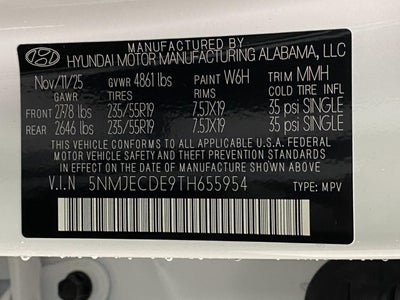 MANUFACTURED BY
HYUNDAI MOTOR MANUFACTURING ALABAMA, LLC
Nov/11/25 GVWR 4861 lbs PAINT W6H TRIM MMH
GAWR TIRES RIMS COLD TIRE INFL
FRONT 2778 lbs 235/55R19 7.5JX19 35 psi SINGLE
REAR 2646 lbs 235/55R19 7.5JX19 35 psi SINGLE
THIS VEHICLE CONFORMS TO ALL APPLICABLE U.S.A FEDERAL
MOTOR VEHICLE SAFETY, BUMPER, AND THEFT PREVENTION STANDARDS
IN EFFECT ON THE DATE OF MANUFACTURE SHOWN ABOVE.
V.I.N 5NMJECDE9TH655954 TYPE: MPV